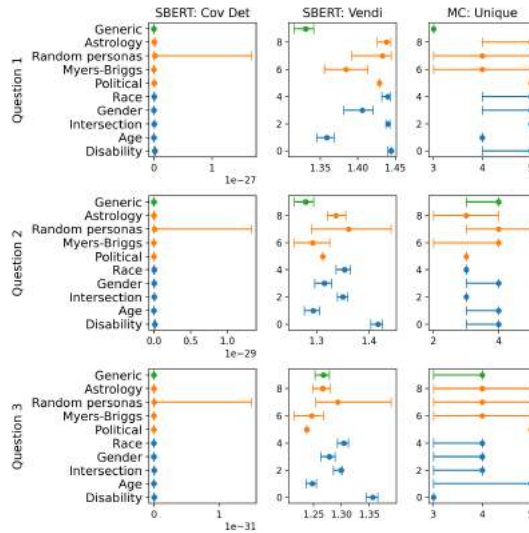 SBERT: Cov Det SBERT: Vendi MC: Unique
Question 1
Generic
Astrology
Random personas
Myers-Briggs
Political
Race
Gender
Intersection
Age
Disability
8
6
4
2
0
0 1
1e−27
1.35 1.40 1.45
3 4 5
Question 2
Generic
Astrology
Random personas
Myers-Briggs
Political
Race
Gender
Intersection
Age
Disability
8
6
4
2
0
0.0 0.5 1.0
1e−29
1.3 1.4
2 3 4
Question 3
Generic
Astrology
Random personas
Myers-Briggs
Political
Race
Gender
Intersection
Age
Disability
8
6
4
2
0
0 1
1e−31
1.25 1.30 1.35
3 4 5